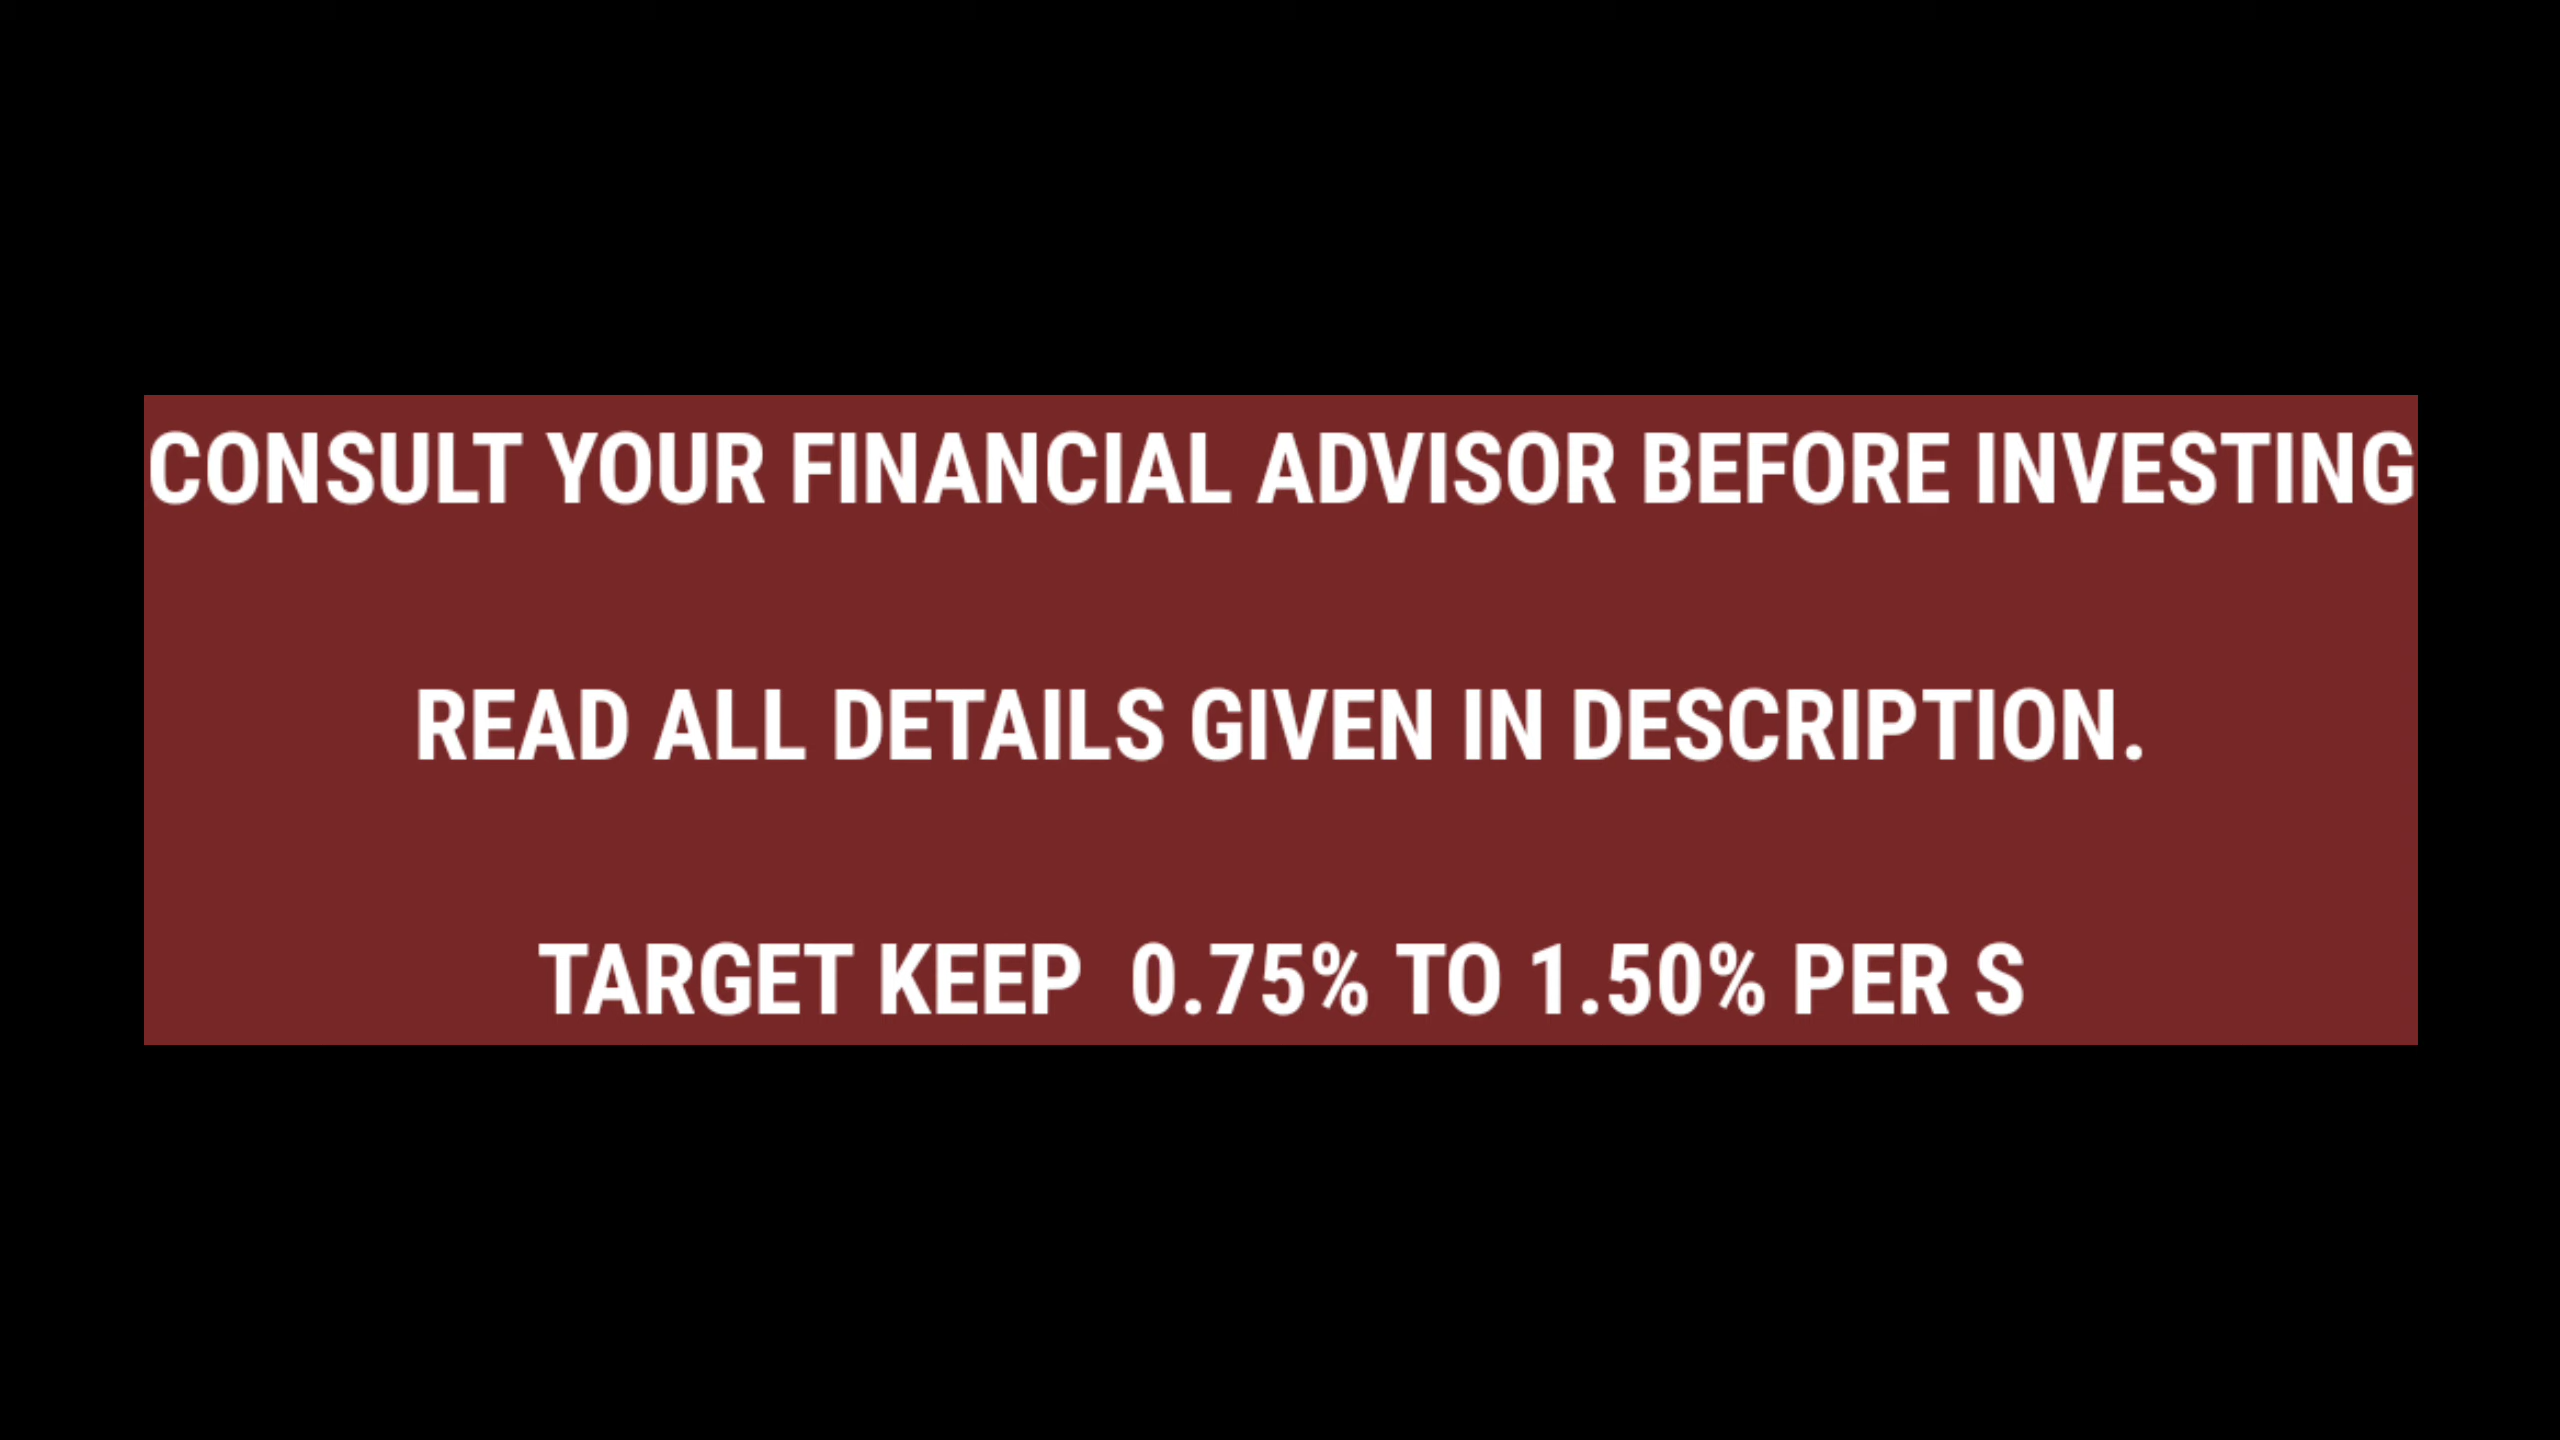 CONSULT YOUR FINANCIAL ADVISOR BEFORE INVESTING
READ ALL DETAILS GIVEN IN DESCRIPTION.
TARGET KEEP  0.75% TO 1.50% PER S